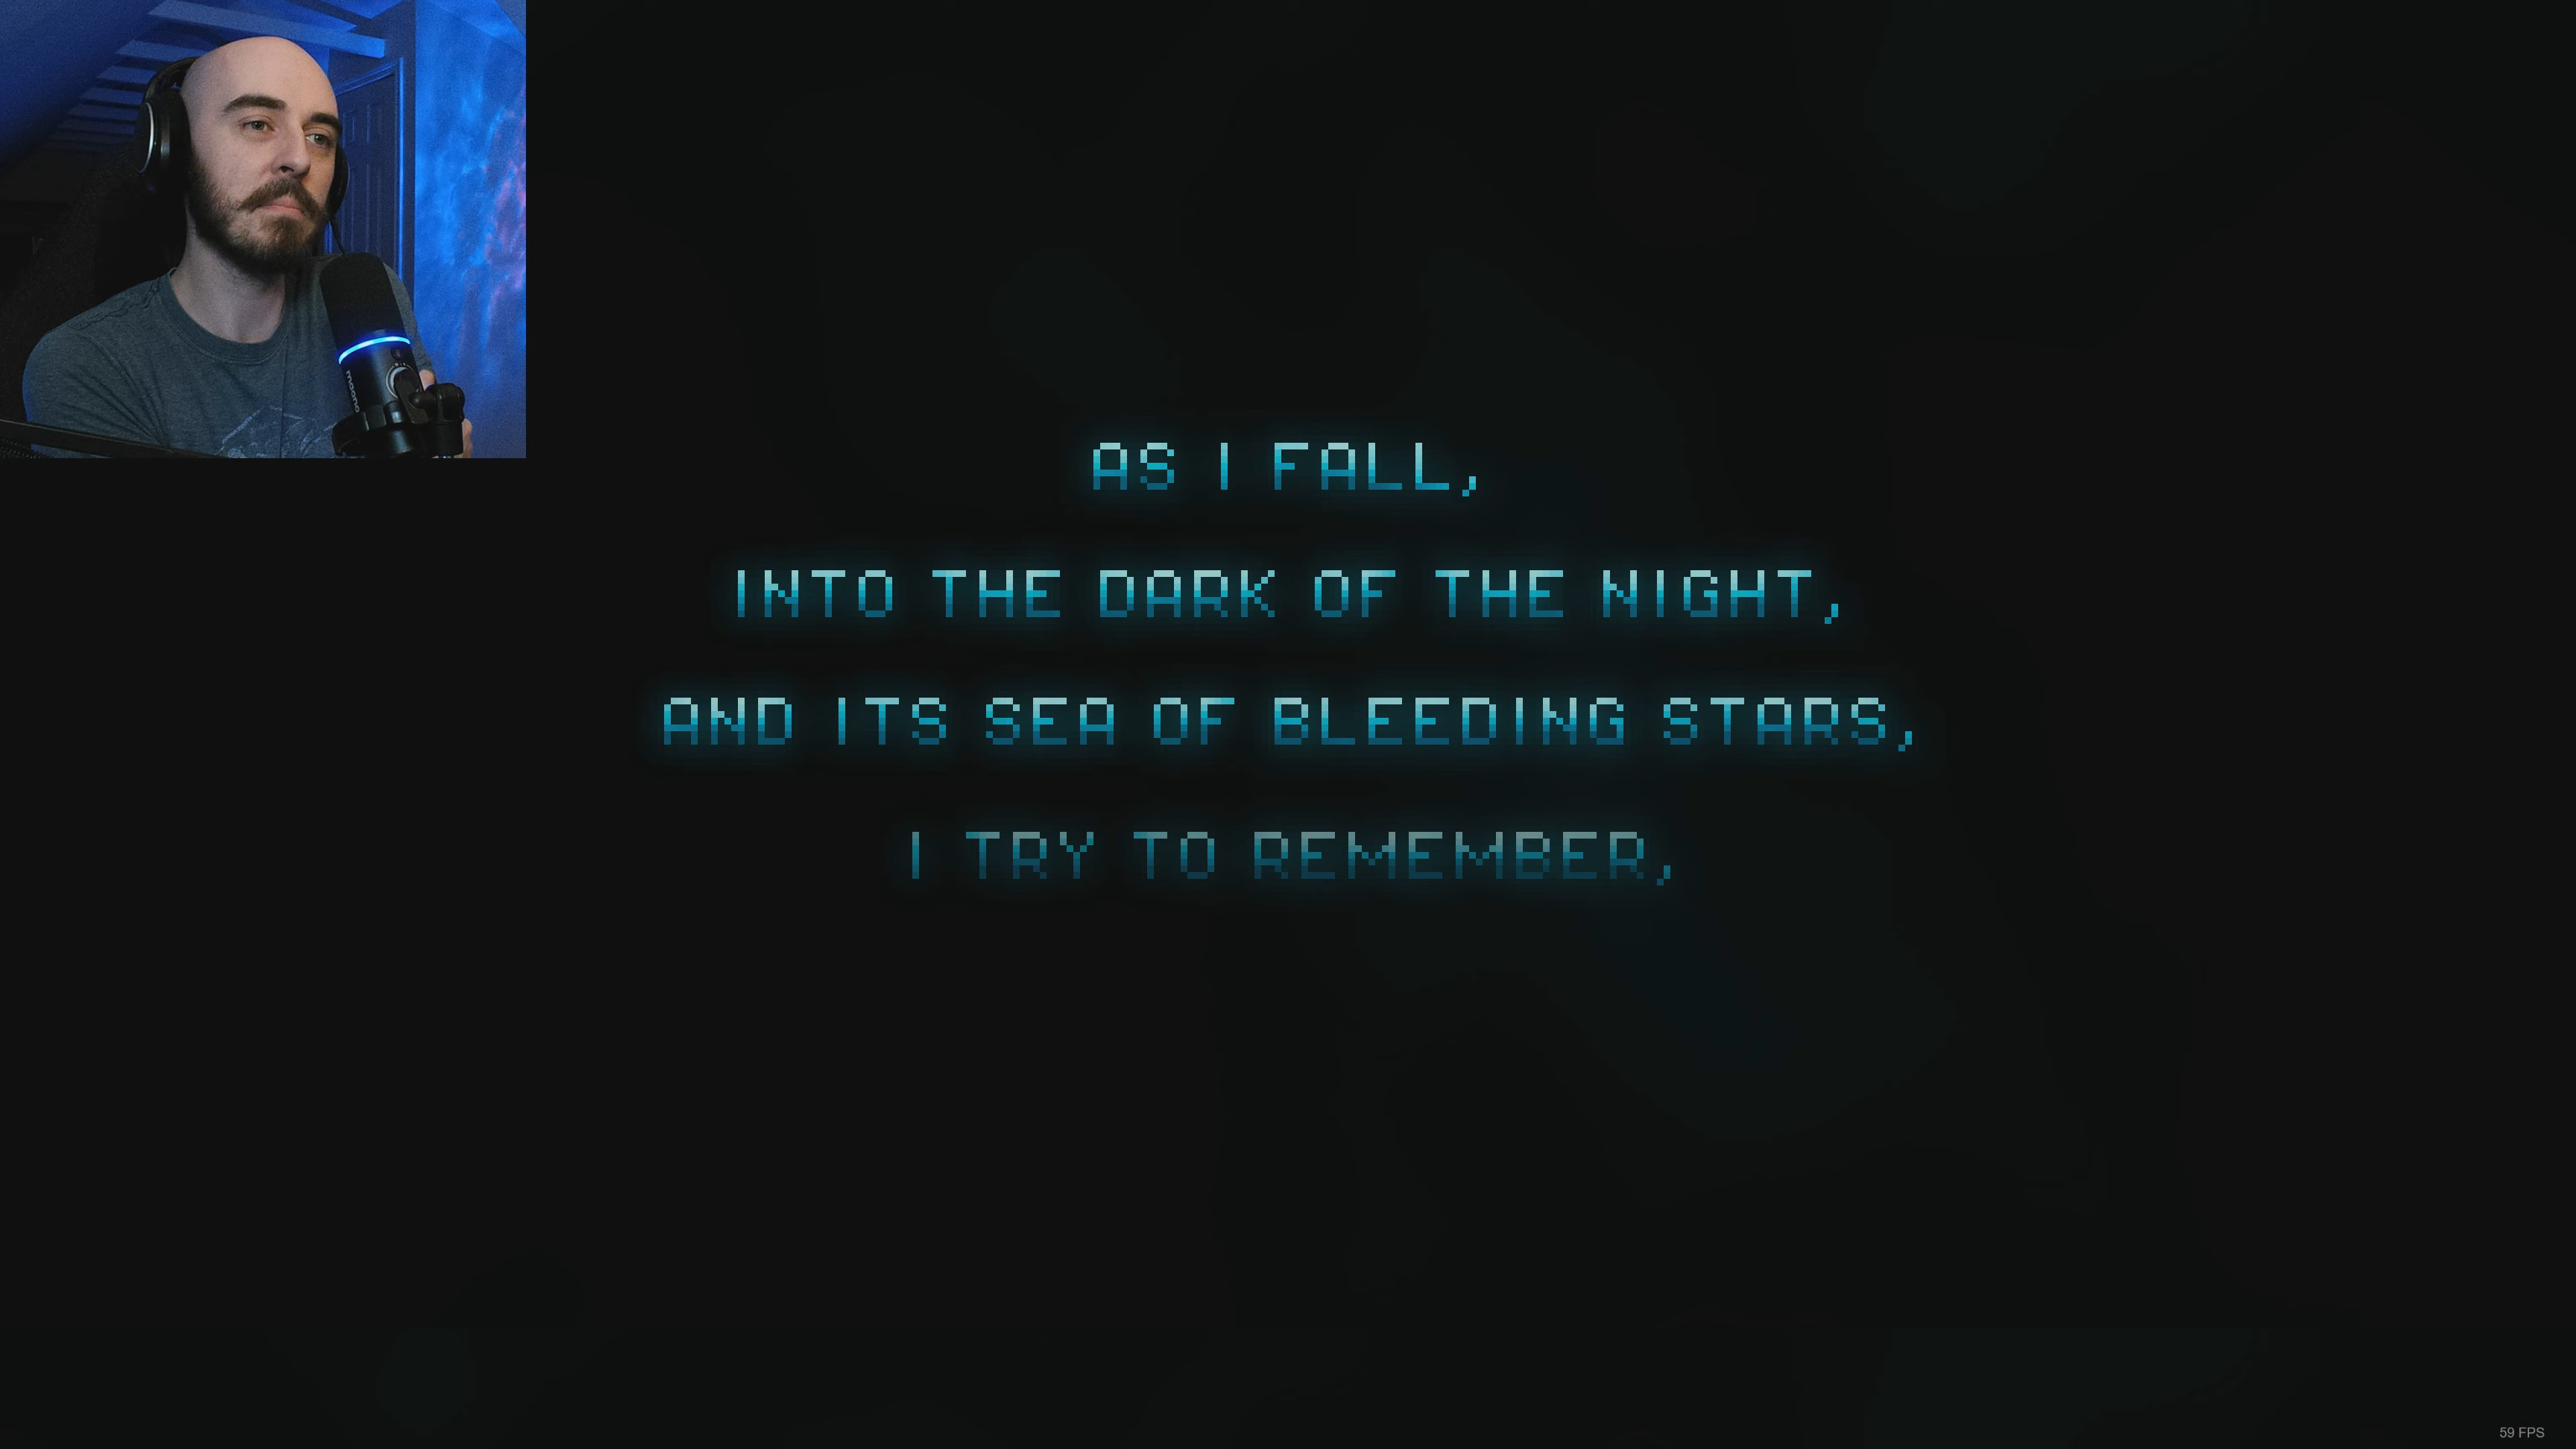 AS I FALL,
INTO THE DARK OF THE NIGHT,
AND ITS SEA OF BLEEDING STARS,
I TRY TO REMEMBER,
maono
59 FPS